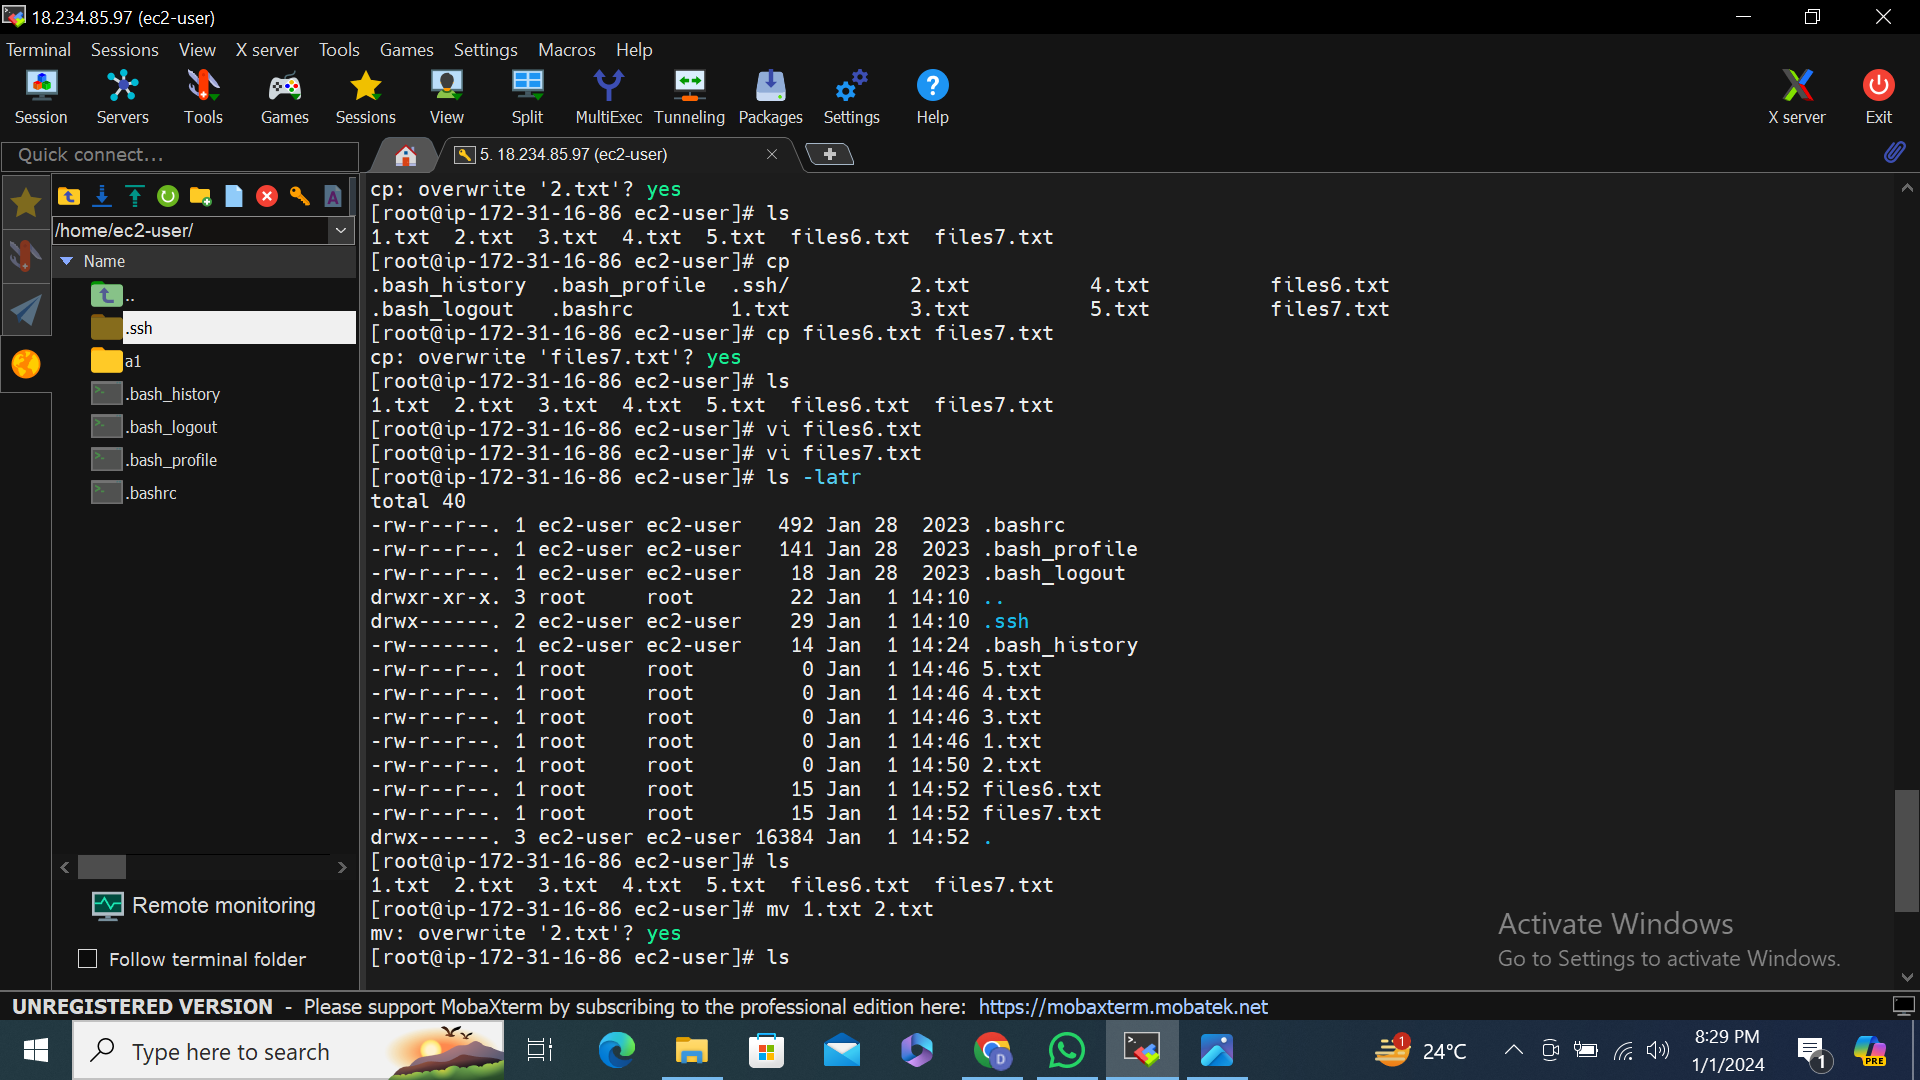 18.234.85.97 (ec2-user)
Terminal Sessions View X server Tools Games Settings Macros Help
Session Servers Tools Games Sessions View Split MultiExec Tunneling Packages Settings Help X server Exit
Quick connect...
5. 18.234.85.97 (ec2-user)
/home/ec2-user/
Name
..
.ssh
a1
.bash_history
.bash_logout
.bash_profile
.bashrc
Remote monitoring
Follow terminal folder
cp: overwrite '2.txt'? yes
[root@ip-172-31-16-86 ec2-user]# ls
1.txt  2.txt  3.txt  4.txt  5.txt  files6.txt  files7.txt
[root@ip-172-31-16-86 ec2-user]# cp
.bash_history  .bash_profile  .ssh/          2.txt          4.txt          files6.txt
.bash_logout   .bashrc        1.txt          3.txt          5.txt          files7.txt
[root@ip-172-31-16-86 ec2-user]# cp files6.txt files7.txt
cp: overwrite 'files7.txt'? yes
[root@ip-172-31-16-86 ec2-user]# ls
1.txt  2.txt  3.txt  4.txt  5.txt  files6.txt  files7.txt
[root@ip-172-31-16-86 ec2-user]# vi files6.txt
[root@ip-172-31-16-86 ec2-user]# vi files7.txt
[root@ip-172-31-16-86 ec2-user]# ls -latr
total 40
-rw-r--r--. 1 ec2-user ec2-user   492 Jan 28  2023 .bashrc
-rw-r--r--. 1 ec2-user ec2-user   141 Jan 28  2023 .bash_profile
-rw-r--r--. 1 ec2-user ec2-user    18 Jan 28  2023 .bash_logout
drwxr-xr-x. 3 root     root        22 Jan  1 14:10 ..
drwx------. 2 ec2-user ec2-user    29 Jan  1 14:10 .ssh
-rw-------. 1 ec2-user ec2-user    14 Jan  1 14:24 .bash_history
-rw-r--r--. 1 root     root         0 Jan  1 14:46 5.txt
-rw-r--r--. 1 root     root         0 Jan  1 14:46 4.txt
-rw-r--r--. 1 root     root         0 Jan  1 14:46 3.txt
-rw-r--r--. 1 root     root         0 Jan  1 14:46 1.txt
-rw-r--r--. 1 root     root         0 Jan  1 14:50 2.txt
-rw-r--r--. 1 root     root        15 Jan  1 14:52 files6.txt
-rw-r--r--. 1 root     root        15 Jan  1 14:52 files7.txt
drwx------. 3 ec2-user ec2-user 16384 Jan  1 14:52 .
[root@ip-172-31-16-86 ec2-user]# ls
1.txt  2.txt  3.txt  4.txt  5.txt  files6.txt  files7.txt
[root@ip-172-31-16-86 ec2-user]# mv 1.txt 2.txt
mv: overwrite '2.txt'? yes
[root@ip-172-31-16-86 ec2-user]# ls
Activate Windows
Go to Settings to activate Windows.
UNREGISTERED VERSION - Please support MobaXterm by subscribing to the professional edition here: https://mobaxterm.mobatek.net
Type here to search
D
1
24°C
8:29 PM
1/1/2024
1
PRE